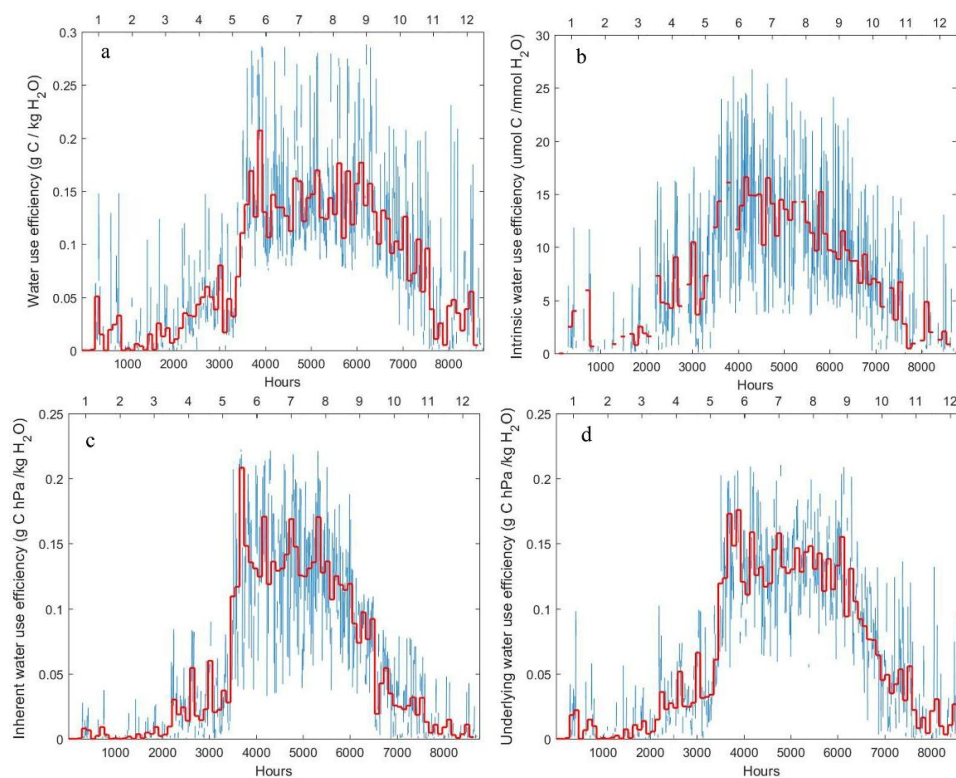 1 2 3 4 5 6 7 8 9 10 11 12
a
0.3
0.25
0.2
0.15
0.1
0.05
0
Water use efficiency (g C / kg H2O)
1000 2000 3000 4000 5000 6000 7000 8000
Hours
1 2 3 4 5 6 7 8 9 10 11 12
b
30
25
20
15
10
5
0
Intrinsic water use efficiency (umol C /mmol H2O)
1000 2000 3000 4000 5000 6000 7000 8000
Hours
1 2 3 4 5 6 7 8 9 10 11 12
c
0.25
0.2
0.15
0.1
0.05
0
Inherent water use efficiency (g C hPa /kg H2O)
1000 2000 3000 4000 5000 6000 7000 8000
Hours
1 2 3 4 5 6 7 8 9 10 11 12
d
0.25
0.2
0.15
0.1
0.05
0
Underlying water use efficiency (g C hPa /kg H2O)
1000 2000 3000 4000 5000 6000 7000 8000
Hours